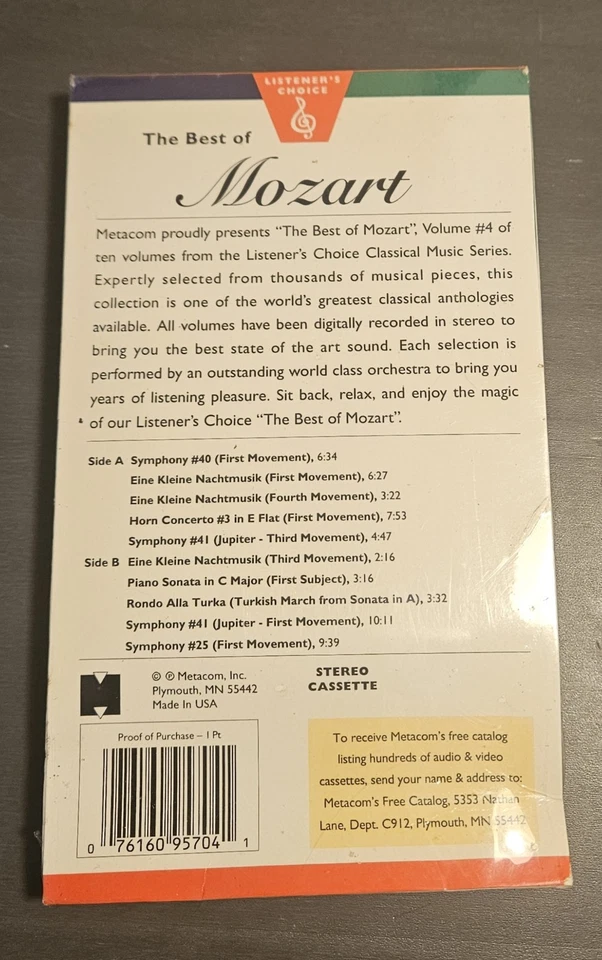 LISTENER'S
CHOICE
The Best of
Mozart
Metacom proudly presents "The Best of Mozart", Volume #4 of
ten volumes from the Listener's Choice Classical Music Series.
Expertly selected from thousands of musical pieces, this
collection is one of the world's greatest classical anthologies
available. All volumes have been digitally recorded in stereo to
bring you the best state of the art sound. Each selection is
performed by an outstanding world class orchestra to bring you
years of listening pleasure. Sit back, relax, and enjoy the magic
of our Listener's Choice "The Best of Mozart".
Side A Symphony #40 (First Movement), 6:34
Eine Kleine Nachtmusik (First Movement), 6:27
Eine Kleine Nachtmusik (Fourth Movement), 3:22
Horn Concerto #3 in E Flat (First Movement), 7:53
Symphony #41 (Jupiter - Third Movement), 4:47
Side B Eine Kleine Nachtmusik (Third Movement), 2:16
Piano Sonata in C Major (First Subject), 3:16
Rondo Alla Turka (Turkish March from Sonata in A), 3:32
Symphony #41 (Jupiter - First Movement), 10:11
Symphony #25 (First Movement), 9:39
© ℗ Metacom, Inc.
Plymouth, MN 55442
Made In USA
STEREO
CASSETTE
Proof of Purchase – 1 Pt
0 76160 95704 1
To receive Metacom's free catalog
listing hundreds of audio & video
cassettes, send your name & address to:
Metacom's Free Catalog, 5353 Nathan
Lane, Dept. C912, Plymouth, MN 55442